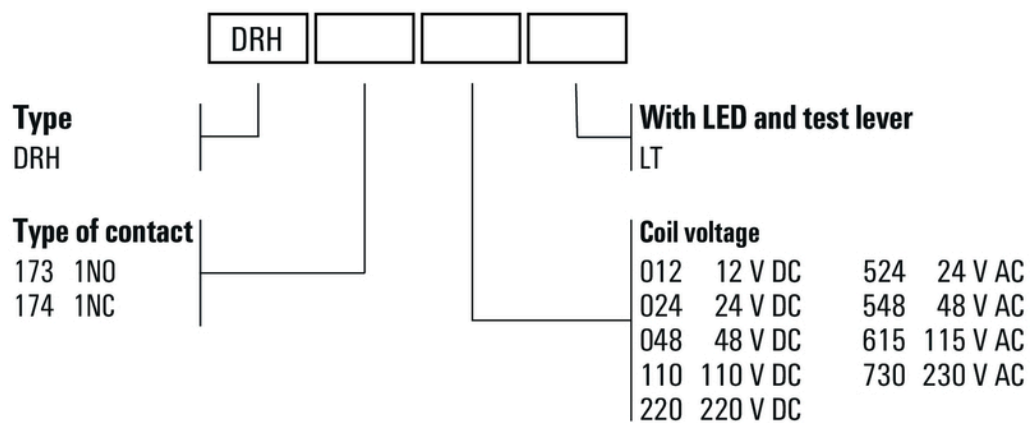 DRH
Type
DRH
With LED and test lever
LT
Type of contact
173 1NO
174 1NC
Coil voltage
012 12 V DC 524 24 V AC
024 24 V DC 548 48 V AC
048 48 V DC 615 115 V AC
110 110 V DC 730 230 V AC
220 220 V DC